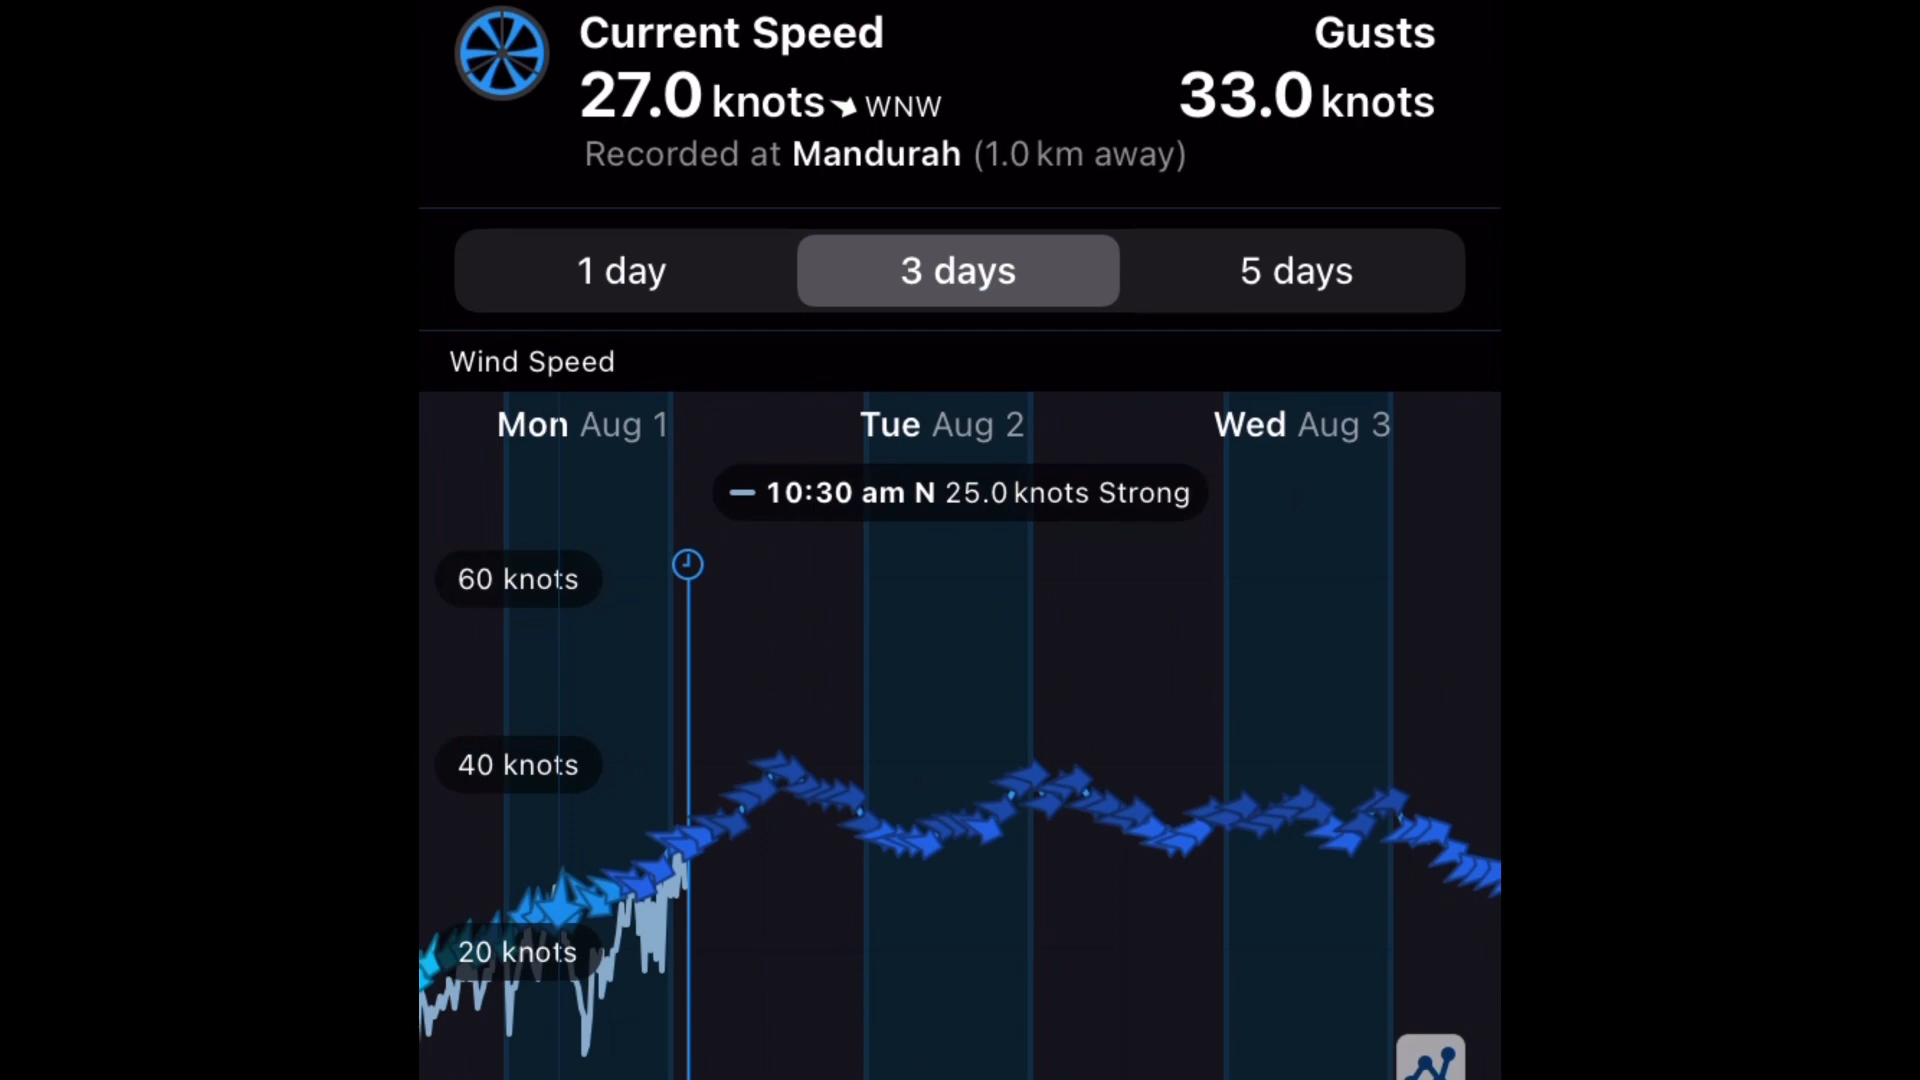 Current Speed
Gusts
27.0 knots WNW
33.0 knots
Recorded at Mandurah (1.0 km away)
1 day
3 days
5 days
Wind Speed
Mon Aug 1
Tue Aug 2
Wed Aug 3
10:30 am N 25.0 knots Strong
60 knots
40 knots
20 knots